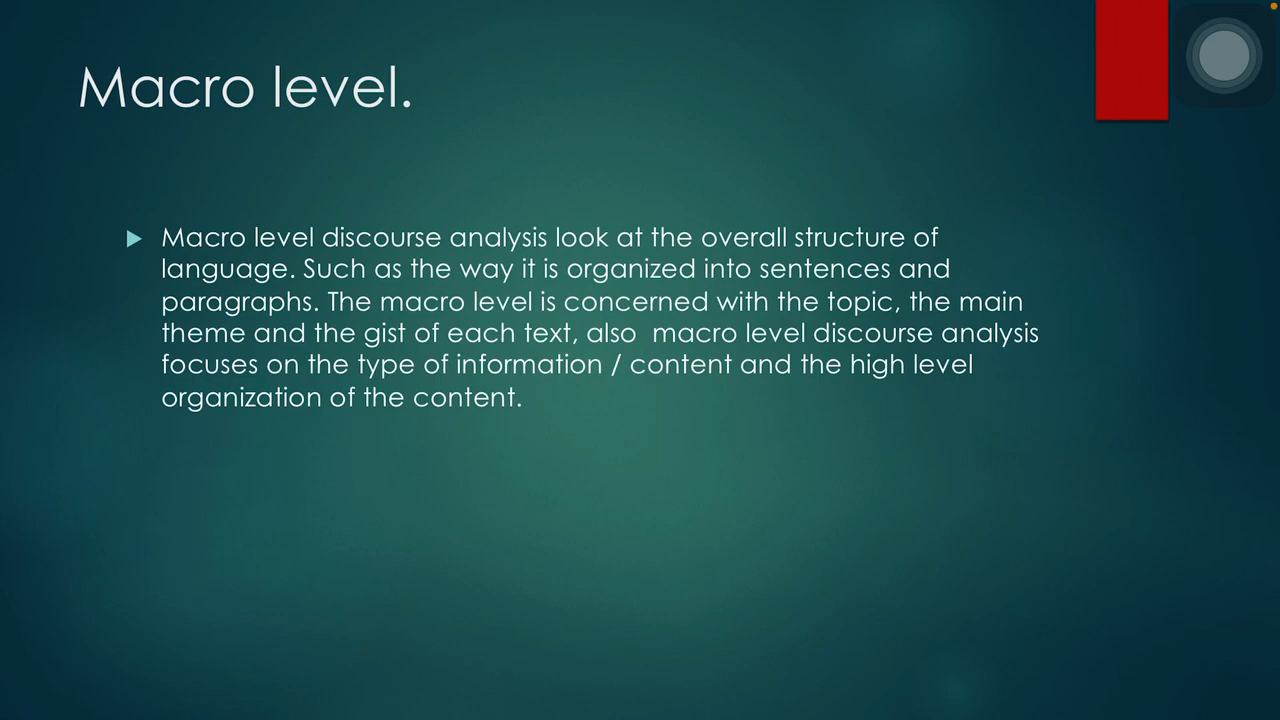 Macro level.
Macro level discourse analysis look at the overall structure of
language. Such as the way it is organized into sentences and
paragraphs. The macro level is concerned with the topic, the main
theme and the gist of each text, also  macro level discourse analysis
focuses on the type of information / content and the high level
organization of the content.